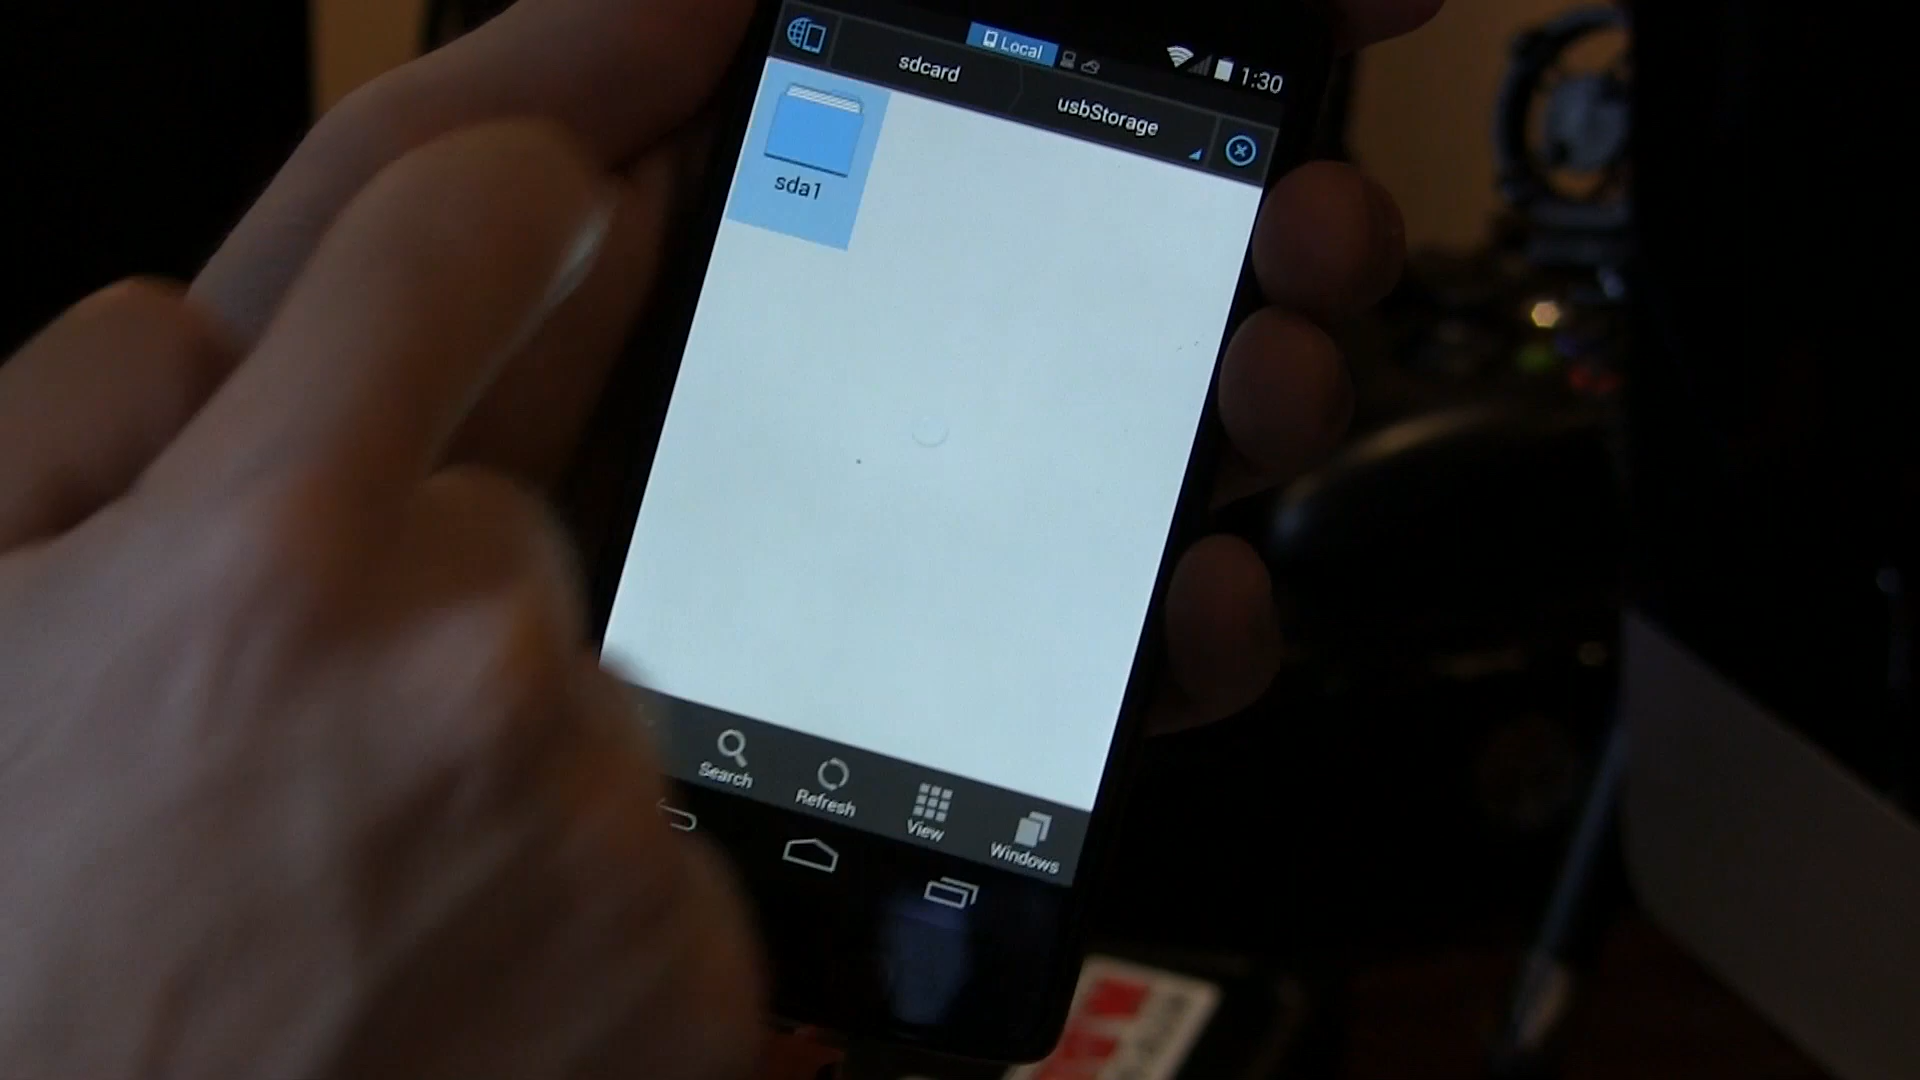 Local
1:30
sdcard
usbStorage
sda1
Search
Refresh
View
Windows